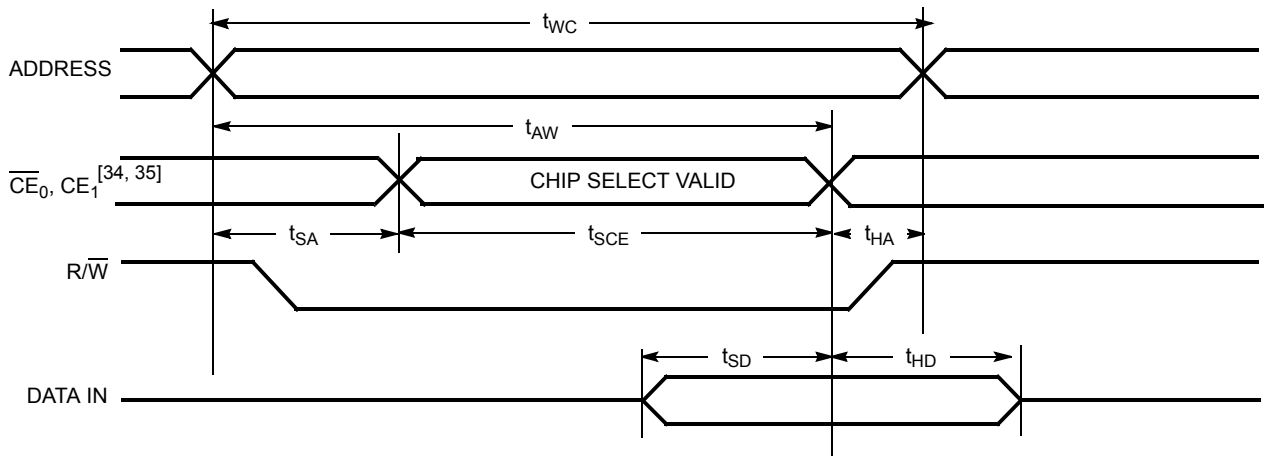 tWC
ADDRESS
tAW
CE0, CE1[34, 35]
CHIP SELECT VALID
tSA
tSCE
tHA
R/W
tSD
tHD
DATA IN